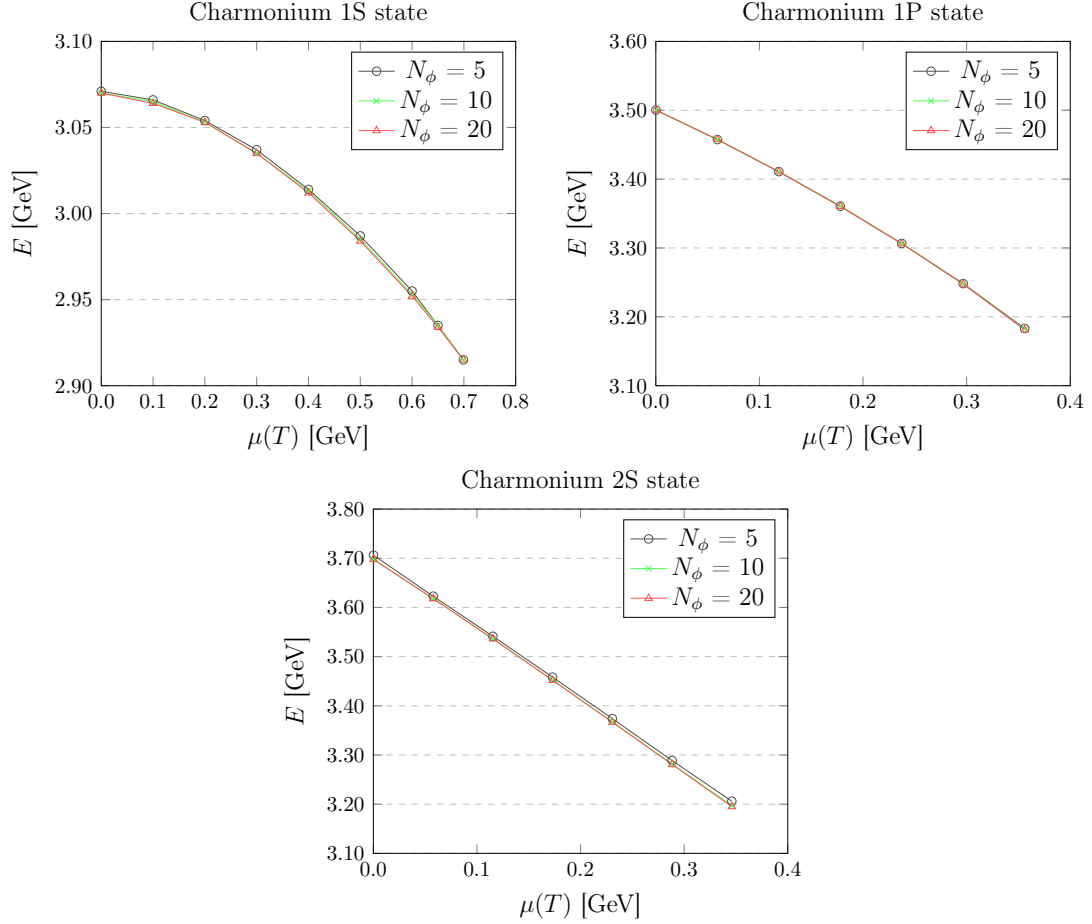 Charmonium 1S state
3.10
3.05
3.00
2.95
2.90
E [GeV]
0.0 0.1 0.2 0.3 0.4 0.5 0.6 0.7 0.8
μ(T) [GeV]
N_ϕ = 5
N_ϕ = 10
N_ϕ = 20
Charmonium 1P state
3.60
3.50
3.40
3.30
3.20
3.10
E [GeV]
0.0 0.1 0.2 0.3 0.4
μ(T) [GeV]
N_ϕ = 5
N_ϕ = 10
N_ϕ = 20
Charmonium 2S state
3.80
3.70
3.60
3.50
3.40
3.30
3.20
3.10
E [GeV]
0.0 0.1 0.2 0.3 0.4
μ(T) [GeV]
N_ϕ = 5
N_ϕ = 10
N_ϕ = 20